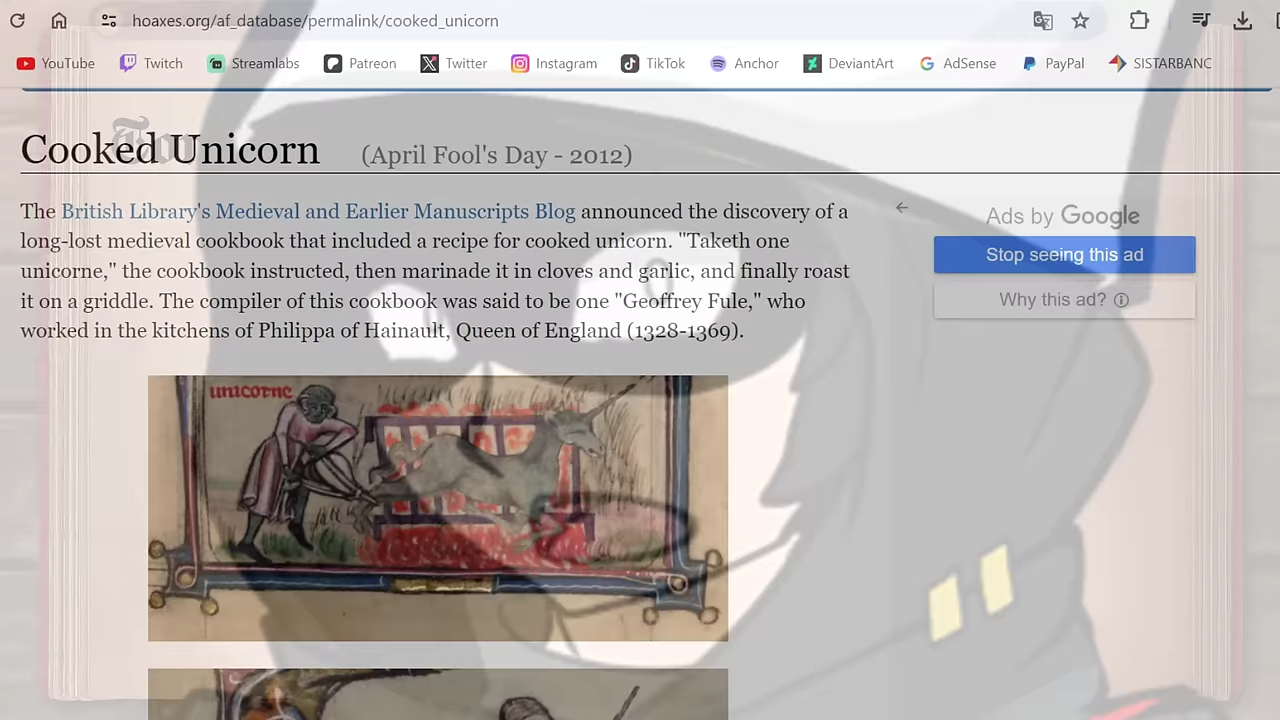 hoaxes.org/af_database/permalink/cooked_unicorn
YouTube Twitch Streamlabs Patreon Twitter Instagram TikTok Anchor DeviantArt AdSense PayPal SISTARBANC
Cooked Unicorn (April Fool's Day - 2012)
The British Library's Medieval and Earlier Manuscripts Blog announced the discovery of a
long-lost medieval cookbook that included a recipe for cooked unicorn. "Taketh one
unicorne," the cookbook instructed, then marinade it in cloves and garlic, and finally roast
it on a griddle. The compiler of this cookbook was said to be one "Geoffrey Fule," who
worked in the kitchens of Philippa of Hainault, Queen of England (1328-1369).
Ads by Google
Stop seeing this ad
Why this ad?
unicorne